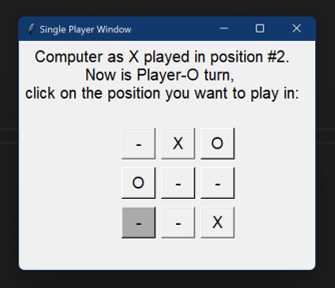 Single Player Window
Computer as X played in position #2.
Now is Player-O turn,
click on the position you want to play in:
- X O
O - -
- - X